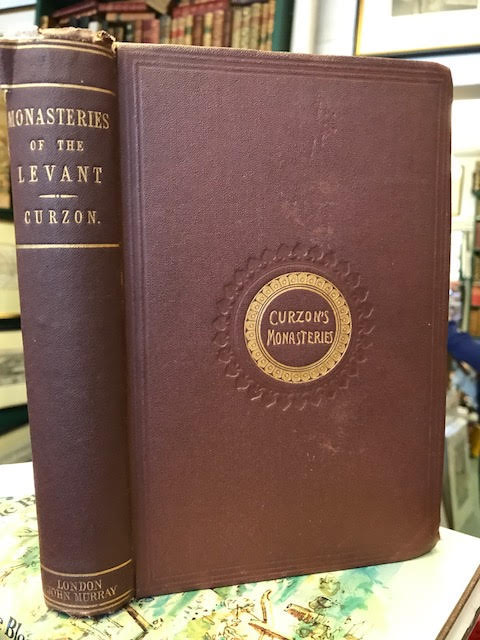 MONASTERIES
OF THE
LEVANT
CURZON.
LONDON
JOHN MURRAY
CURZON'S
MONASTERIES